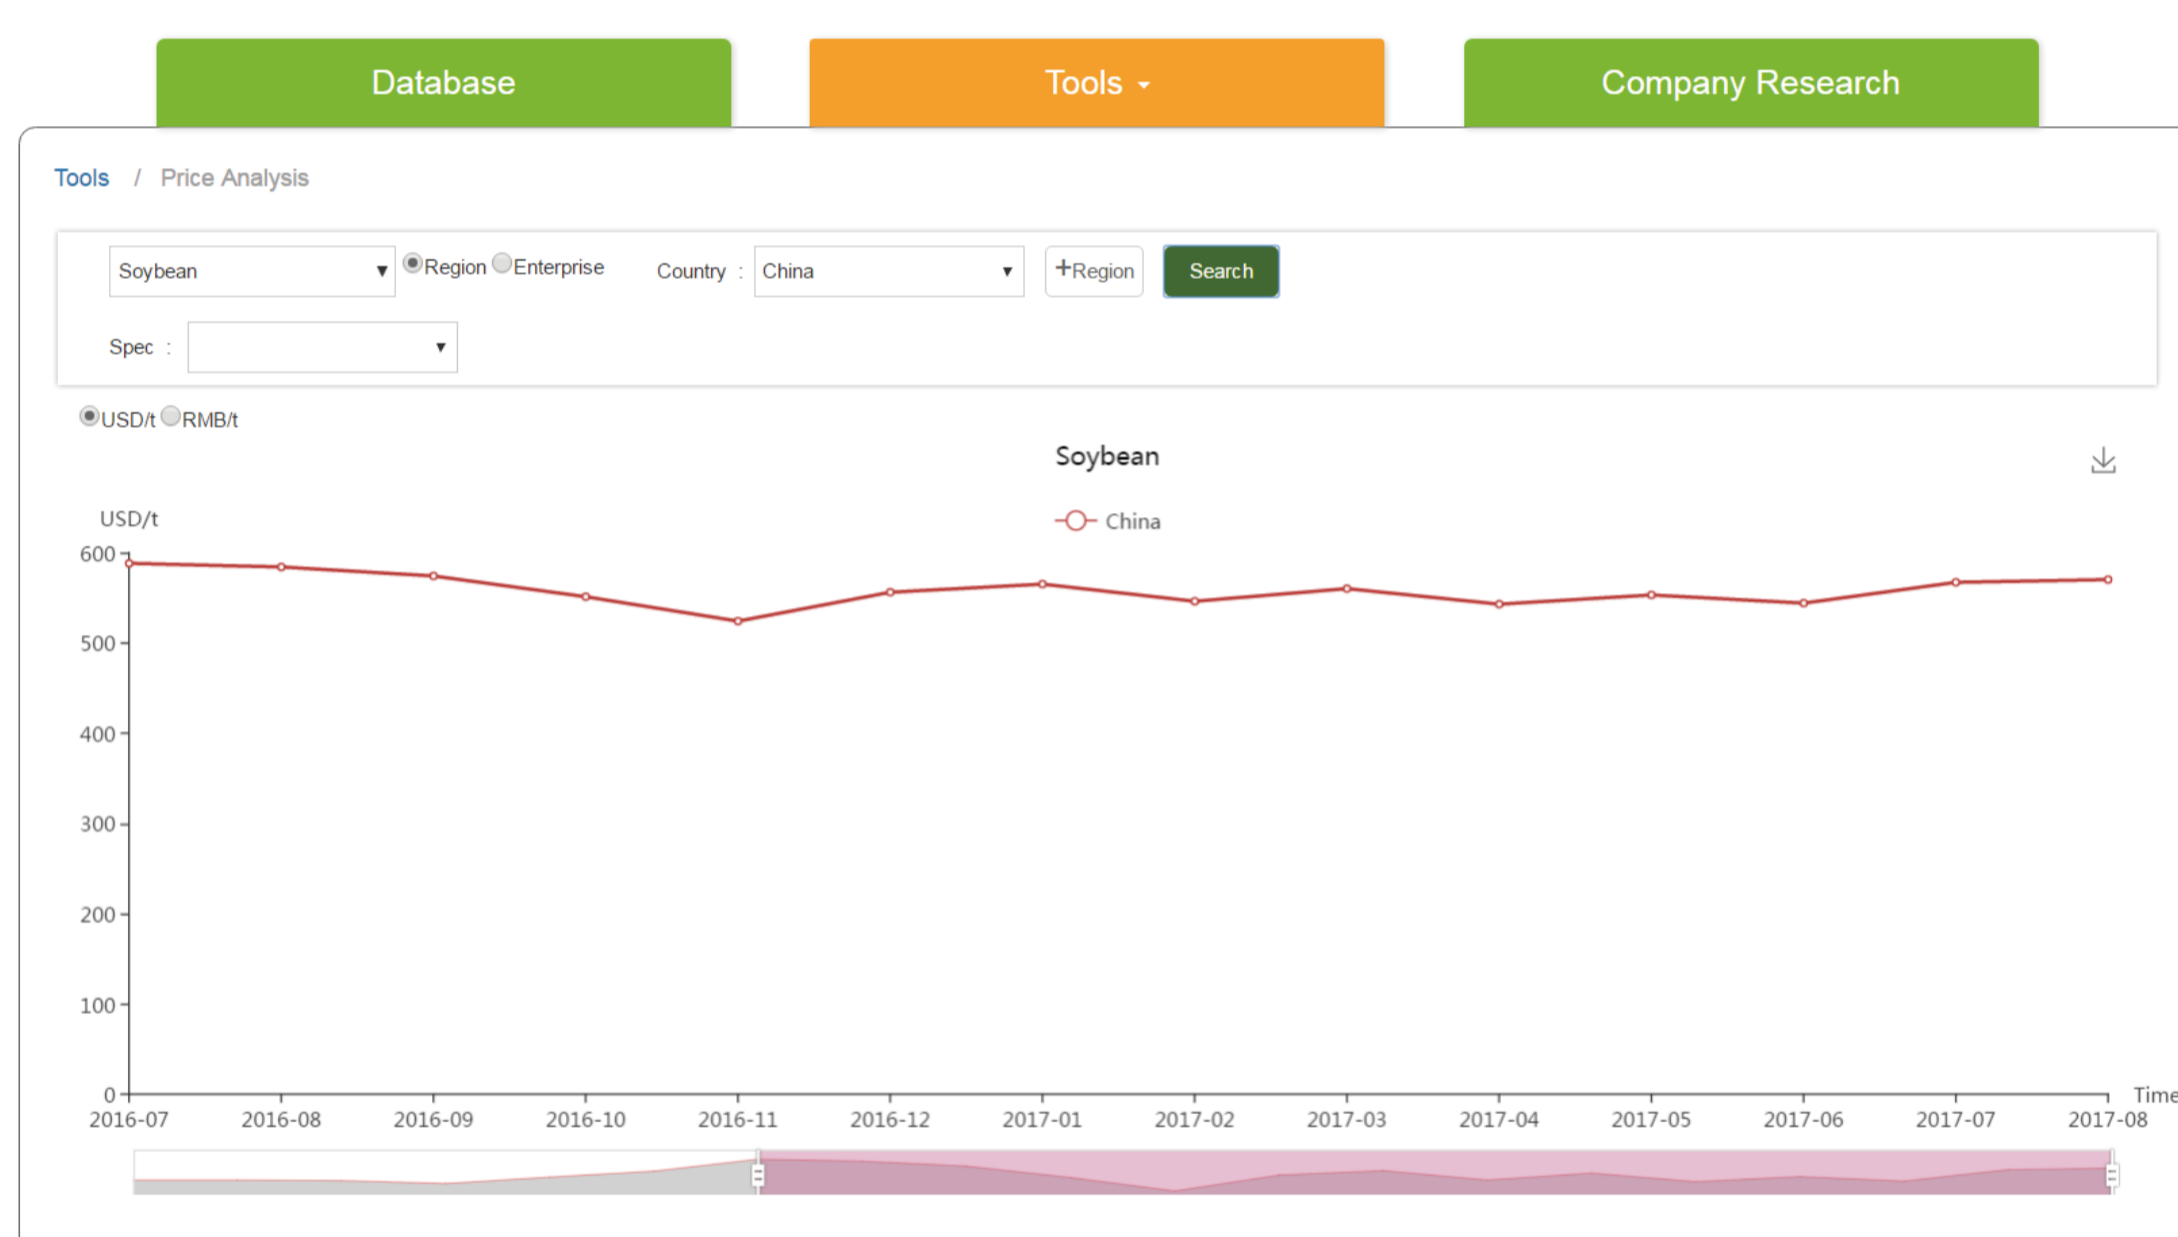 Database Tools Company Research
Tools / Price Analysis
Soybean Region Enterprise Country : China +Region Search
Spec :
USD/t RMB/t
Soybean
USD/t
China
600
500
400
300
200
100
0
Time
2016-07 2016-08 2016-09 2016-10 2016-11 2016-12 2017-01 2017-02 2017-03 2017-04 2017-05 2017-06 2017-07 2017-08